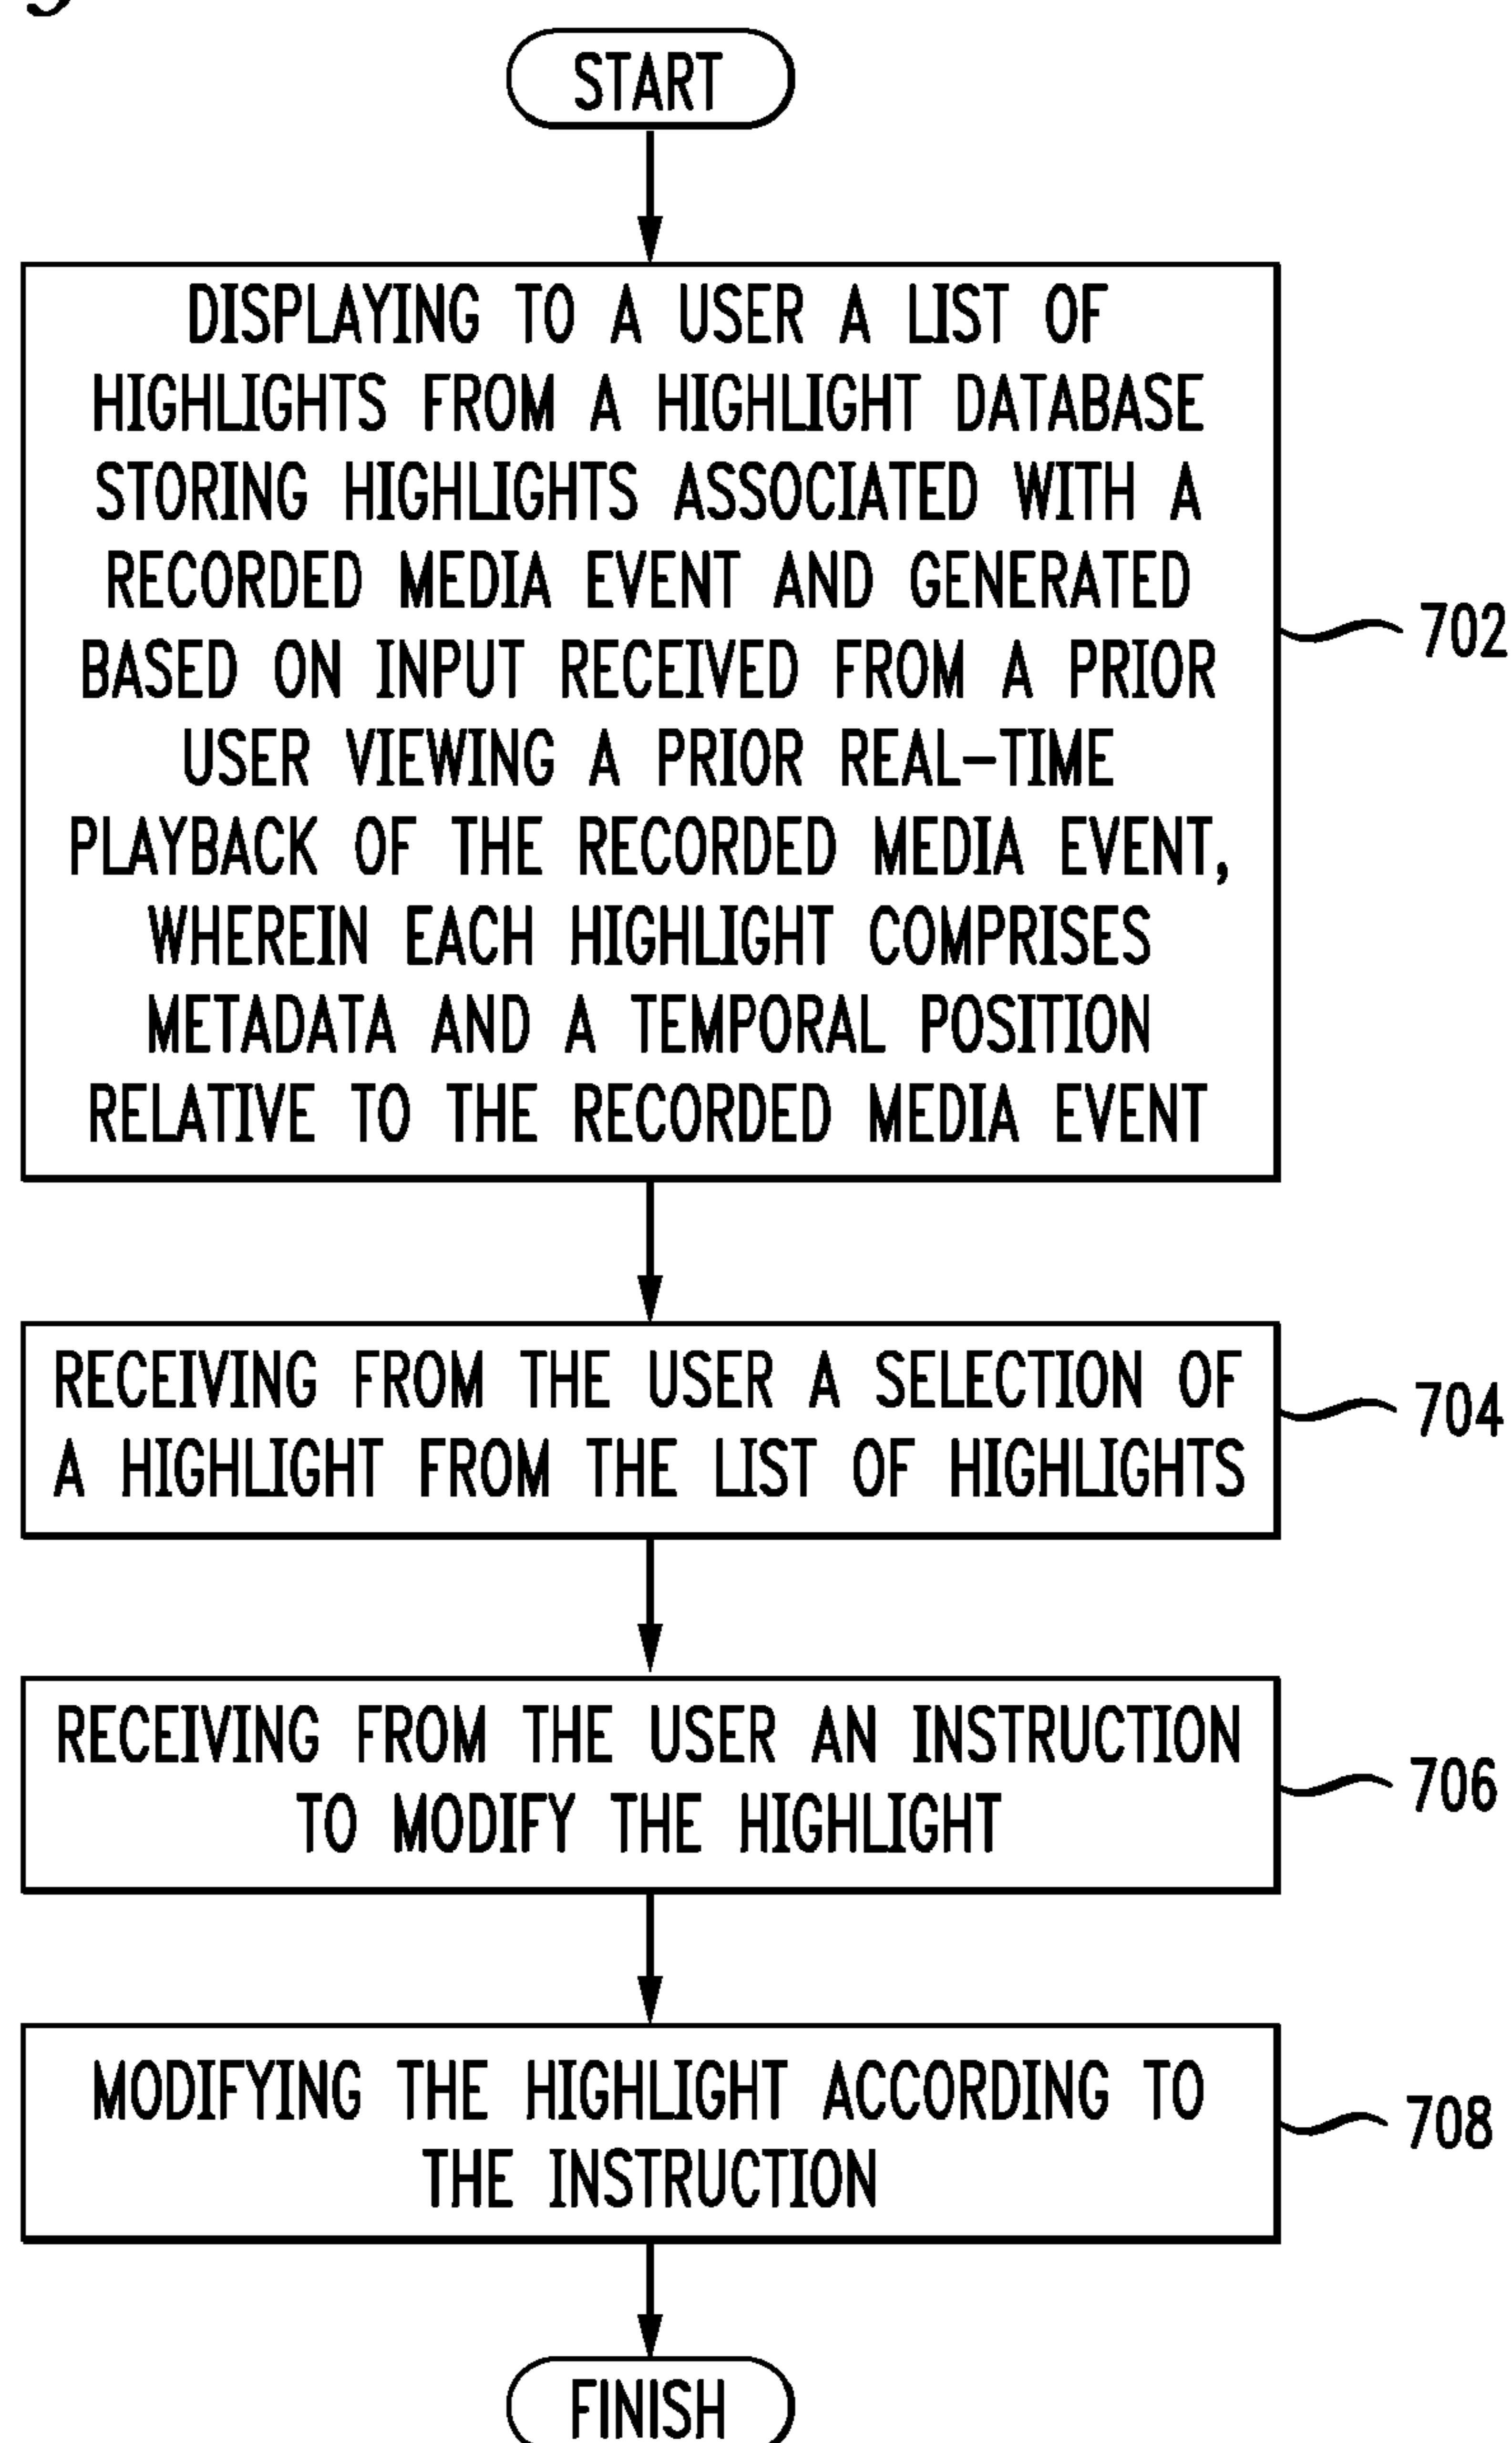 START
DISPLAYING TO A USER A LIST OF
HIGHLIGHTS FROM A HIGHLIGHT DATABASE
STORING HIGHLIGHTS ASSOCIATED WITH A
RECORDED MEDIA EVENT AND GENERATED
BASED ON INPUT RECEIVED FROM A PRIOR
USER VIEWING A PRIOR REAL-TIME
PLAYBACK OF THE RECORDED MEDIA EVENT,
WHEREIN EACH HIGHLIGHT COMPRISES
METADATA AND A TEMPORAL POSITION
RELATIVE TO THE RECORDED MEDIA EVENT
702
RECEIVING FROM THE USER A SELECTION OF
A HIGHLIGHT FROM THE LIST OF HIGHLIGHTS
704
RECEIVING FROM THE USER AN INSTRUCTION
TO MODIFY THE HIGHLIGHT
706
MODIFYING THE HIGHLIGHT ACCORDING TO
THE INSTRUCTION
708
FINISH